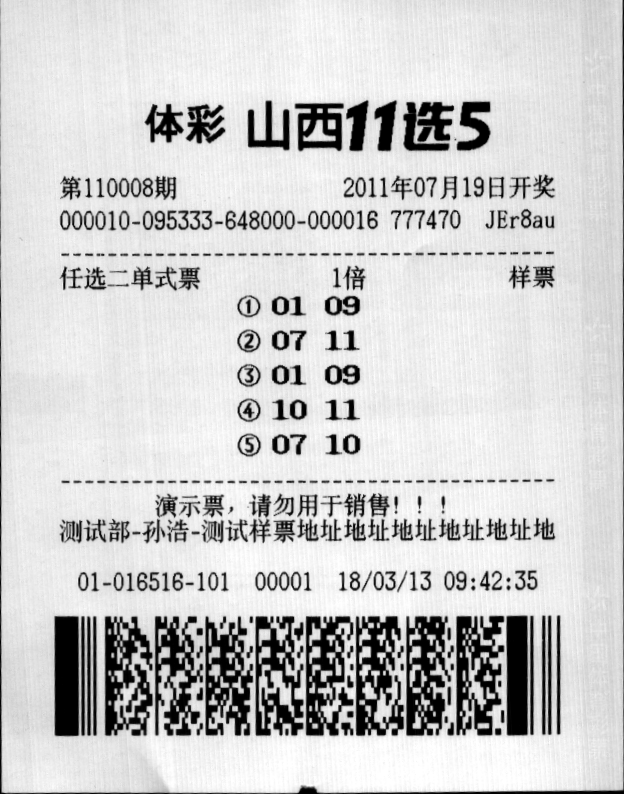 体彩 山西11选5
第110008期 2011年07月19日开奖
000010-095333-648000-000016 777470 JEr8au
任选二单式票 1倍 样票
① 01 09
② 07 11
③ 01 09
④ 10 11
⑤ 07 10
演示票，请勿用于销售！！！
测试部-孙浩-测试样票地址地址地址地址地址地
01-016516-101 00001 18/03/13 09:42:35